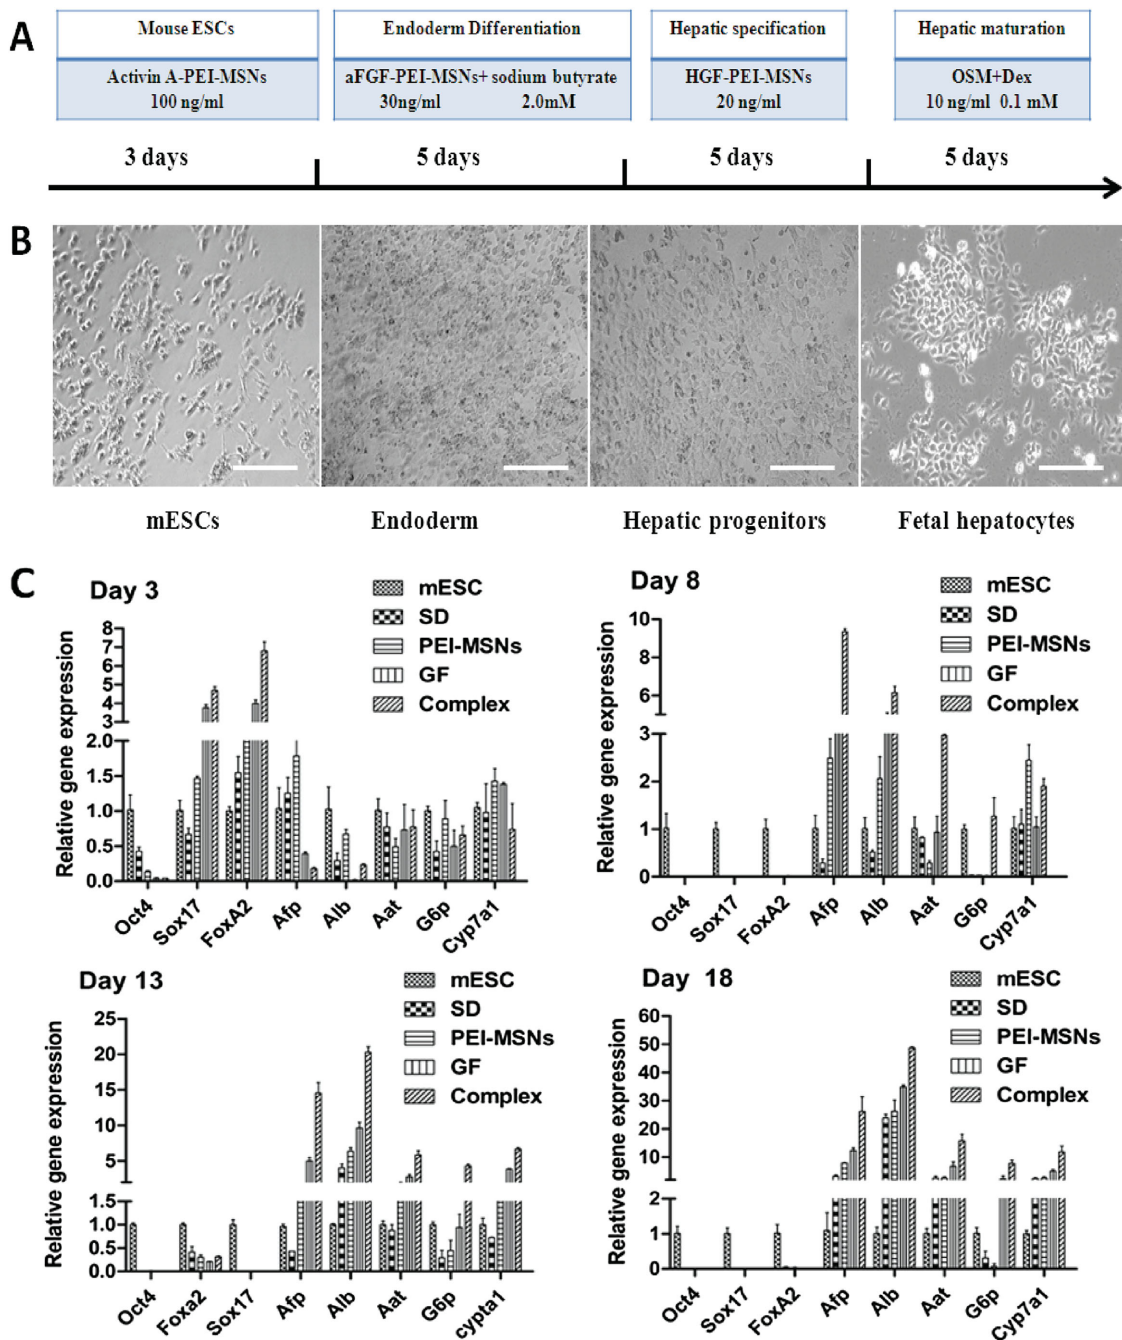 A
Mouse ESCs
Endoderm Differentiation
Hepatic specification
Hepatic maturation
Activin A-PEI-MSNs
100 ng/ml
aFGF-PEI-MSNs+ sodium butyrate
30ng/ml 2.0mM
HGF-PEI-MSNs
20 ng/ml
OSM+Dex
10 ng/ml 0.1 mM
3 days
5 days
5 days
5 days
B
mESCs
Endoderm
Hepatic progenitors
Fetal hepatocytes
C
Day 3
mESC
SD
PEI-MSNs
GF
Complex
Relative gene expression
8
7
6
5
4
3
2.0
1.5
1.0
0.5
0.0
Oct4
Sox17
FoxA2
Afp
Alb
Aat
G6p
Cyp7a1
Day 8
mESC
SD
PEI-MSNs
GF
Complex
Relative gene expression
10
8
6
3
2
1
0
Oct4
Sox17
FoxA2
Afp
Alb
Aat
G6p
Cyp7a1
Day 13
mESC
SD
PEI-MSNs
GF
Complex
Relative gene expression
25
20
15
10
5
1.5
1.0
0.5
0.0
Oct4
Foxa2
Sox17
Afp
Alb
Aat
G6p
cypta1
Day 18
mESC
SD
PEI-MSNs
GF
Complex
Relative gene expression
60
50
40
30
20
10
2
1
0
Oct4
Sox17
FoxA2
Afp
Alb
Aat
G6p
Cyp7a1